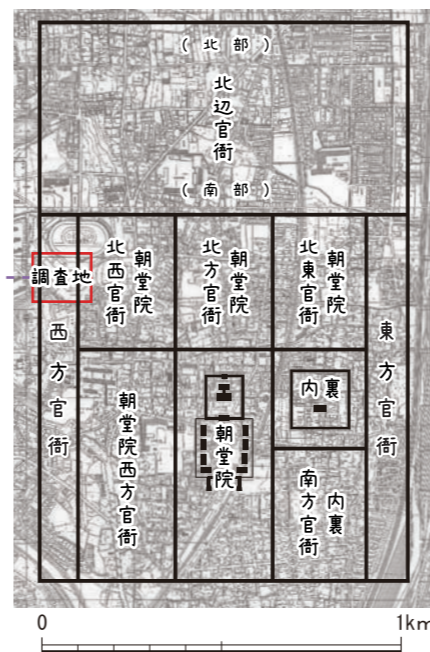 （北部）
北辺官衙
（南部）
調査地
朝堂院
北西官衙
朝堂院
北方官衙
朝堂院
北東官衙
西方官衙
東方官衙
朝堂院西方官衙
朝堂院
内裏
内裏
南方官衙
0 1km